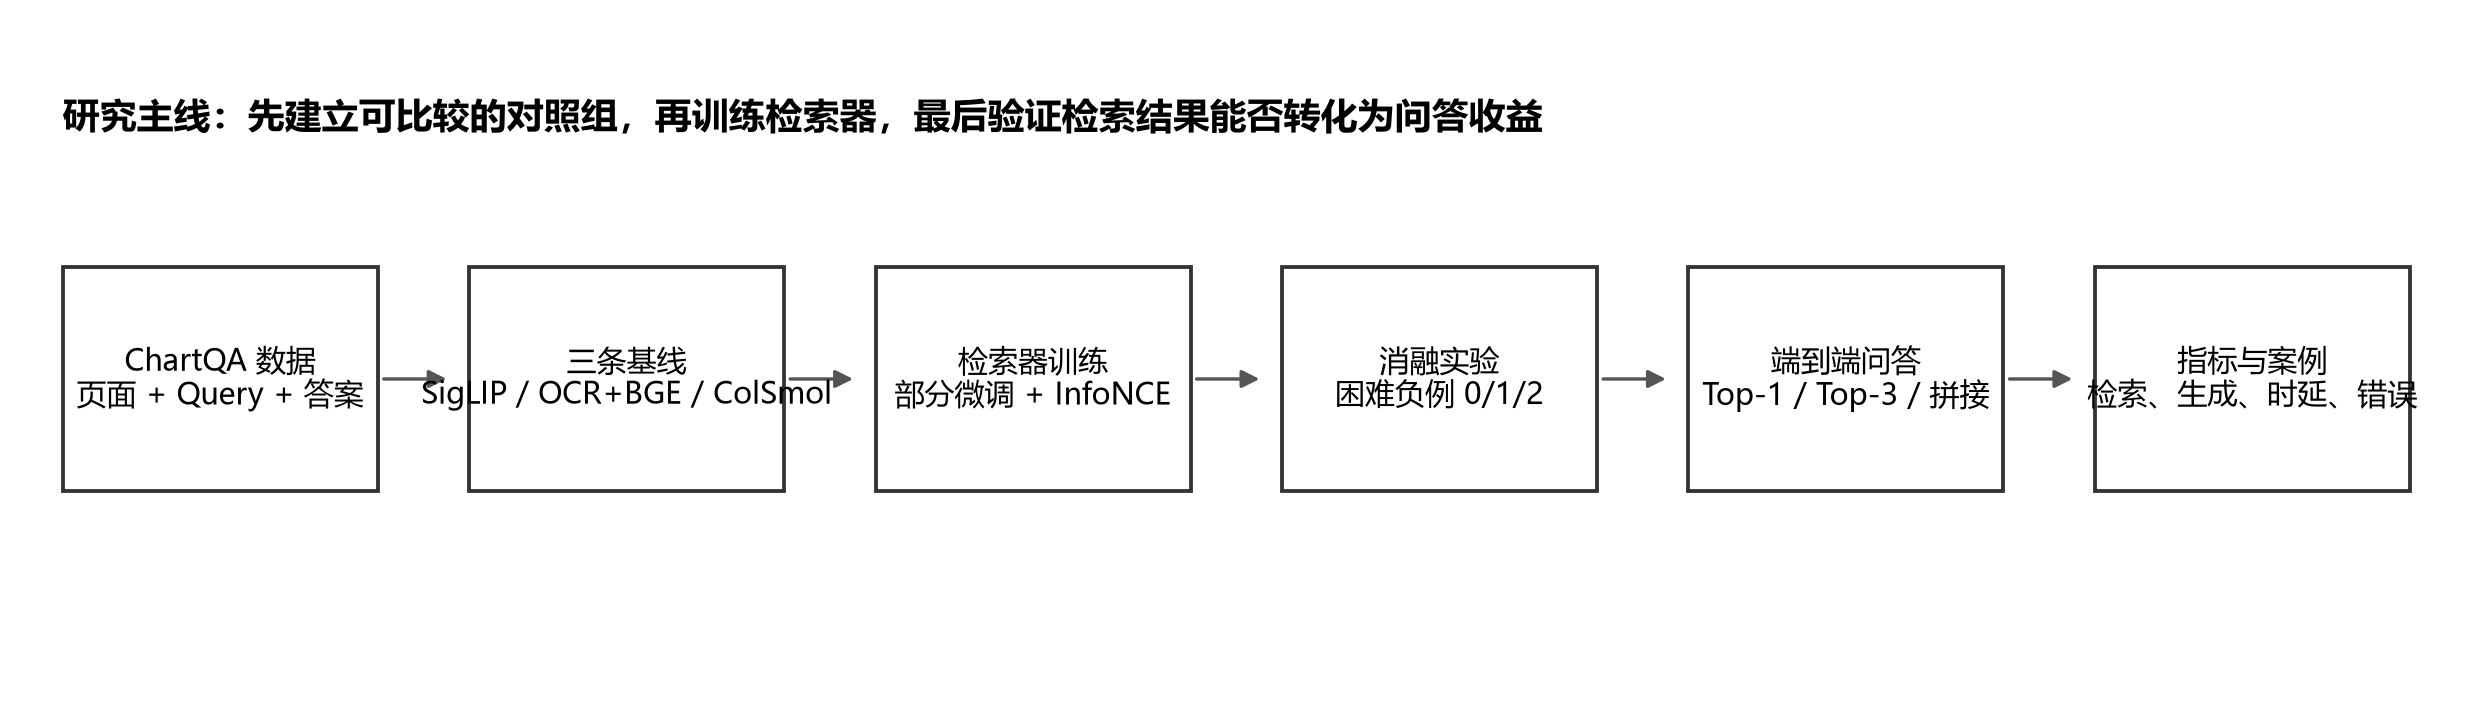 研究主线：先建立可比较的对照组，再训练检索器，最后验证检索结果能否转化为问答收益
ChartQA 数据
页面 + Query + 答案
三条基线
SigLIP / OCR+BGE / ColSmol
检索器训练
部分微调 + InfoNCE
消融实验
困难负例 0/1/2
端到端问答
Top-1 / Top-3 / 拼接
指标与案例
检索、生成、时延、错误